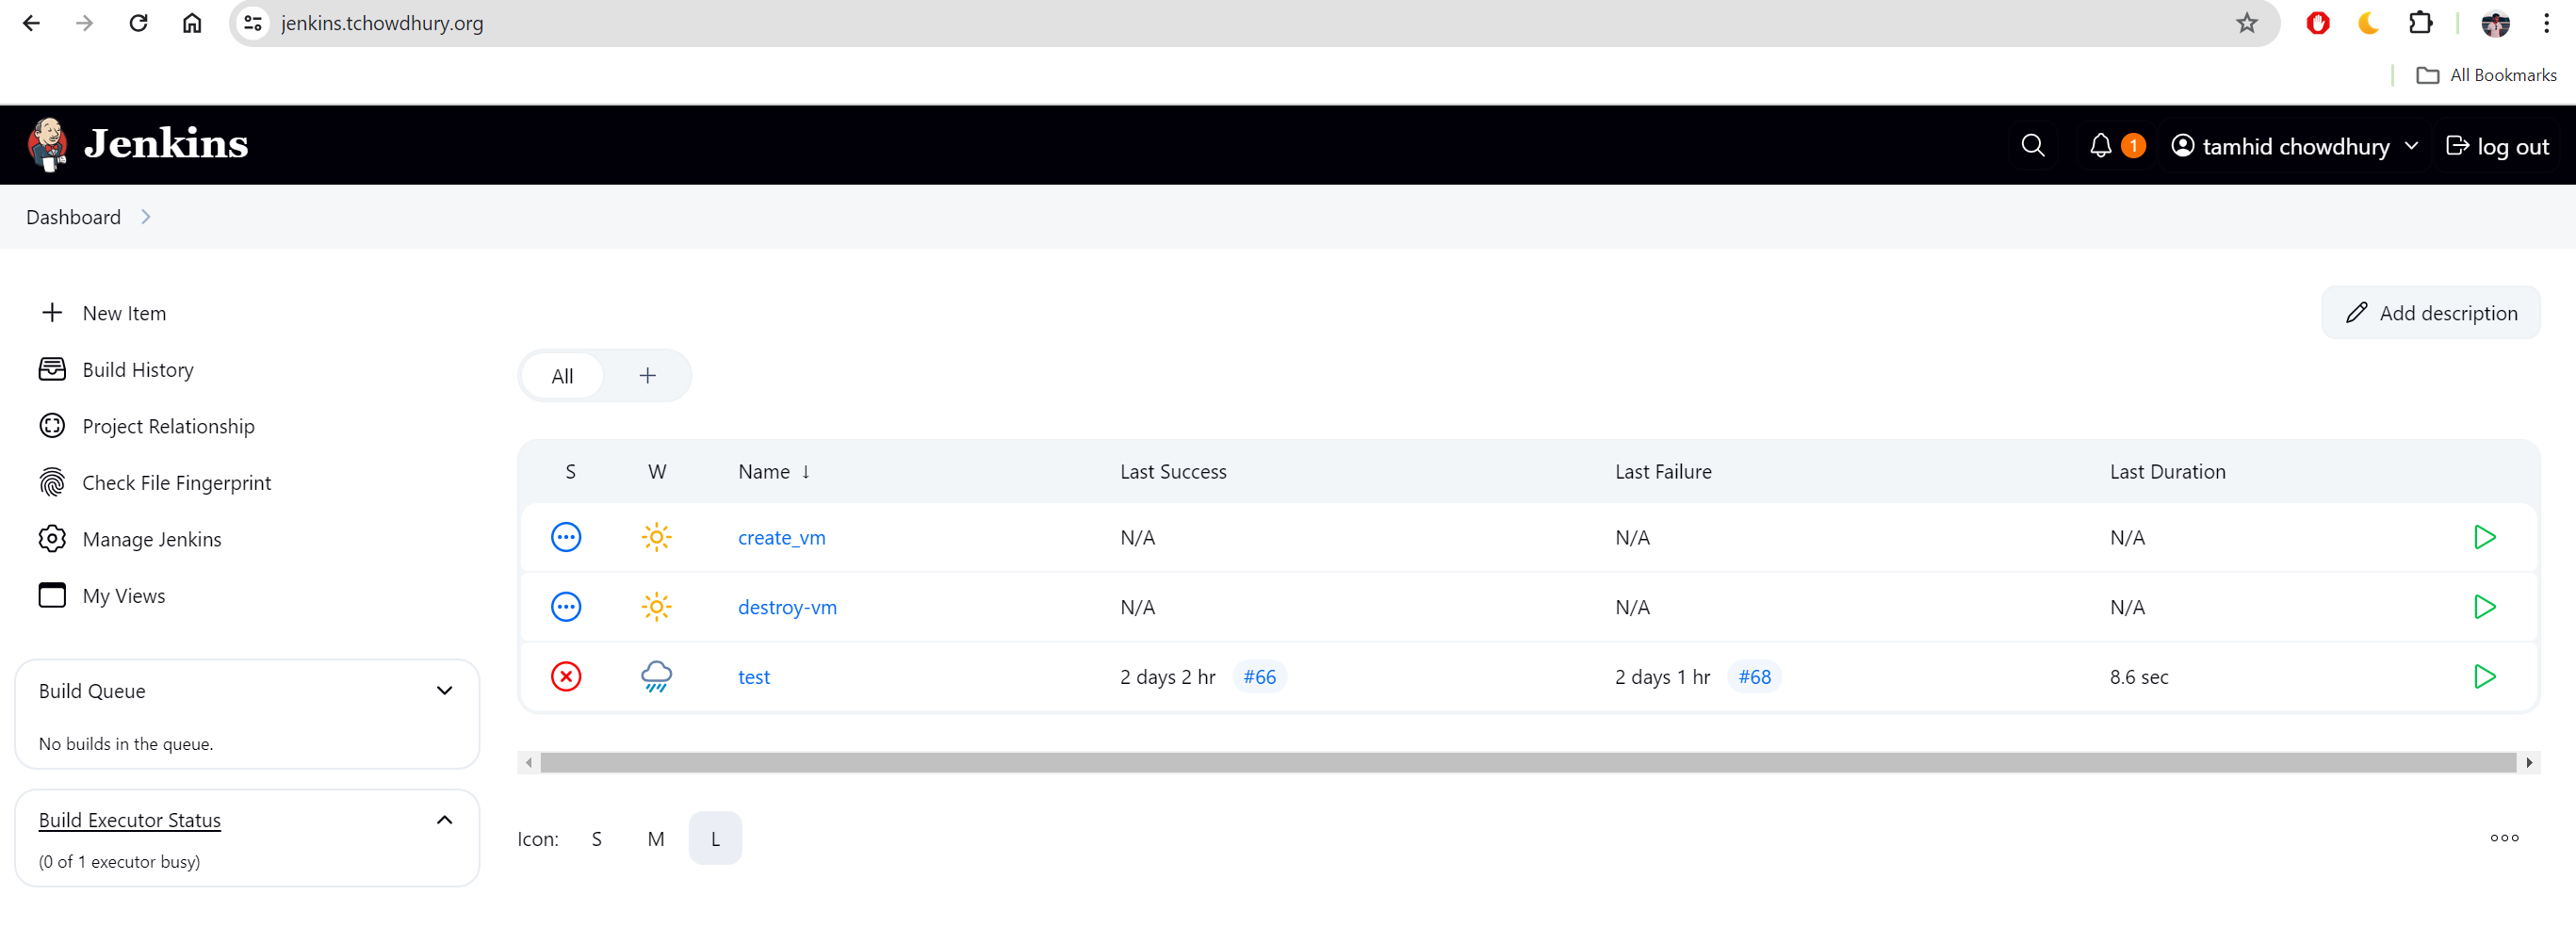 jenkins.tchowdhury.org
All Bookmarks
Jenkins
1
tamhid chowdhury
log out
Dashboard
New Item
Build History
Project Relationship
Check File Fingerprint
Manage Jenkins
My Views
Build Queue
No builds in the queue.
Build Executor Status
(0 of 1 executor busy)
Add description
All +
S W Name ↓ Last Success Last Failure Last Duration
create_vm N/A N/A N/A
destroy-vm N/A N/A N/A
test 2 days 2 hr #66 2 days 1 hr #68 8.6 sec
Icon: S M L